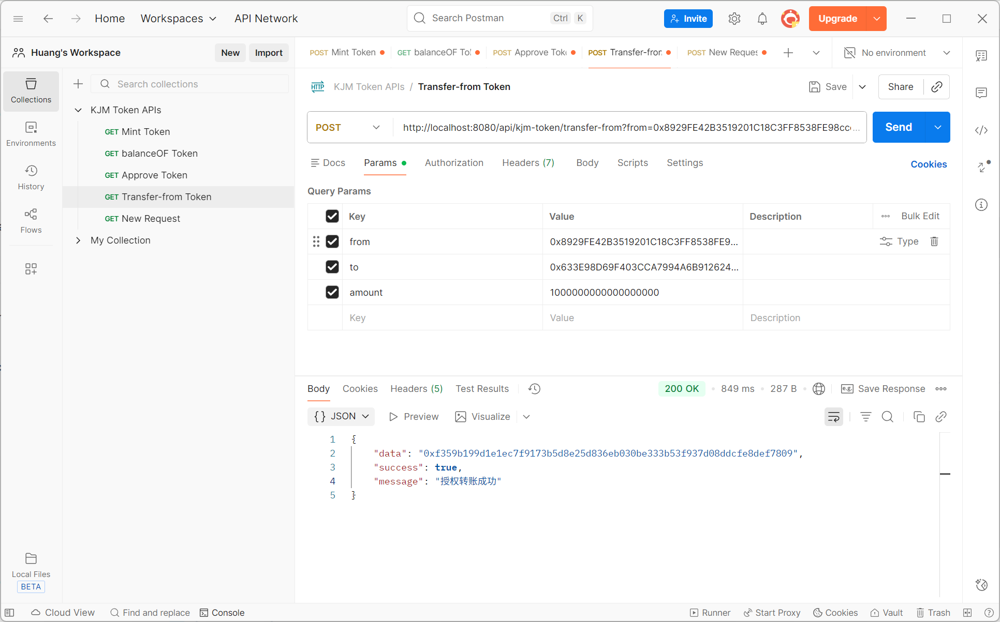 Home
Workspaces
API Network
Search Postman
Ctrl K
Invite
Upgrade
Huang's Workspace
New
Import
POST Mint Token
GET balanceOF To
POST Approve Tok
POST Transfer-from
POST New Reques
No environment
Collections
Environments
History
Flows
Local Files
BETA
Search collections
KJM Token APIs
GET Mint Token
GET balanceOF Token
GET Approve Token
GET Transfer-from Token
GET New Request
My Collection
HTTP KJM Token APIs / Transfer-from Token
Save
Share
POST
http://localhost:8080/api/kjm-token/transfer-from?from=0x8929FE42B3519201C18C3FF8538FE98cc...
Send
Docs
Params
Authorization
Headers (7)
Body
Scripts
Settings
Cookies
Query Params
Key Value Description Bulk Edit
from 0x8929FE42B3519201C18C3FF8538FE9... Type
to 0x633E98D69F403CCA7994A6B912624...
amount 1000000000000000000
Key Value Description
Body
Cookies
Headers (5)
Test Results
200 OK
849 ms
287 B
e.g. Save Response
{} JSON
Preview
Visualize
1 {
2 "data": "0xf359b199d1e1ec7f9173b5d8e25d836eb030be333b53f937d08ddcfe8def7809",
3 "success": true,
4 "message": "授权转账成功"
5 }
Cloud View
Find and replace
Console
Runner
Start Proxy
Cookies
Vault
Trash